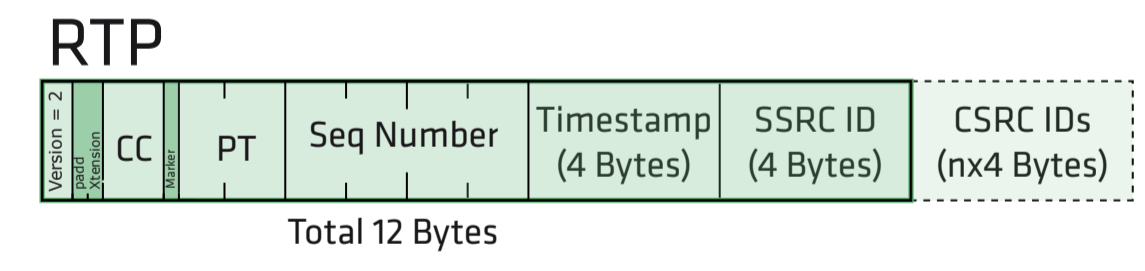 RTP
Version = 2
padd
Xtension
CC
Marker
PT
Seq Number
Timestamp
(4 Bytes)
SSRC ID
(4 Bytes)
CSRC IDs
(nx4 Bytes)
Total 12 Bytes